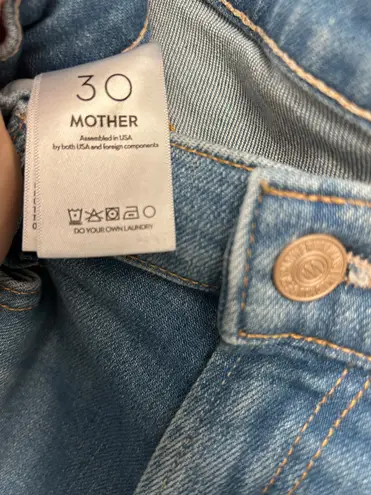 30
MOTHER
Assembled in USA
by both USA and foreign components
DO YOUR OWN LAUNDRY